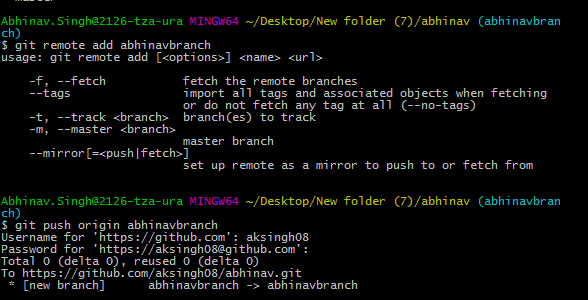 Abhinav.Singh@2126-tza-ura MINGW64 ~/Desktop/New folder (7)/abhinav (abhinavbran
ch)
$ git remote add abhinavbranch
usage: git remote add [<options>] <name> <url>
-f, --fetch fetch the remote branches
--tags import all tags and associated objects when fetching
or do not fetch any tag at all (--no-tags)
-t, --track <branch> branch(es) to track
-m, --master <branch>
master branch
--mirror[=<push|fetch>]
set up remote as a mirror to push to or fetch from
Abhinav.Singh@2126-tza-ura MINGW64 ~/Desktop/New folder (7)/abhinav (abhinavbran
ch)
$ git push origin abhinavbranch
Username for 'https://github.com': aksingh08
Password for 'https://aksingh08@github.com':
Total 0 (delta 0), reused 0 (delta 0)
To https://github.com/aksingh08/abhinav.git
* [new branch] abhinavbranch -> abhinavbranch